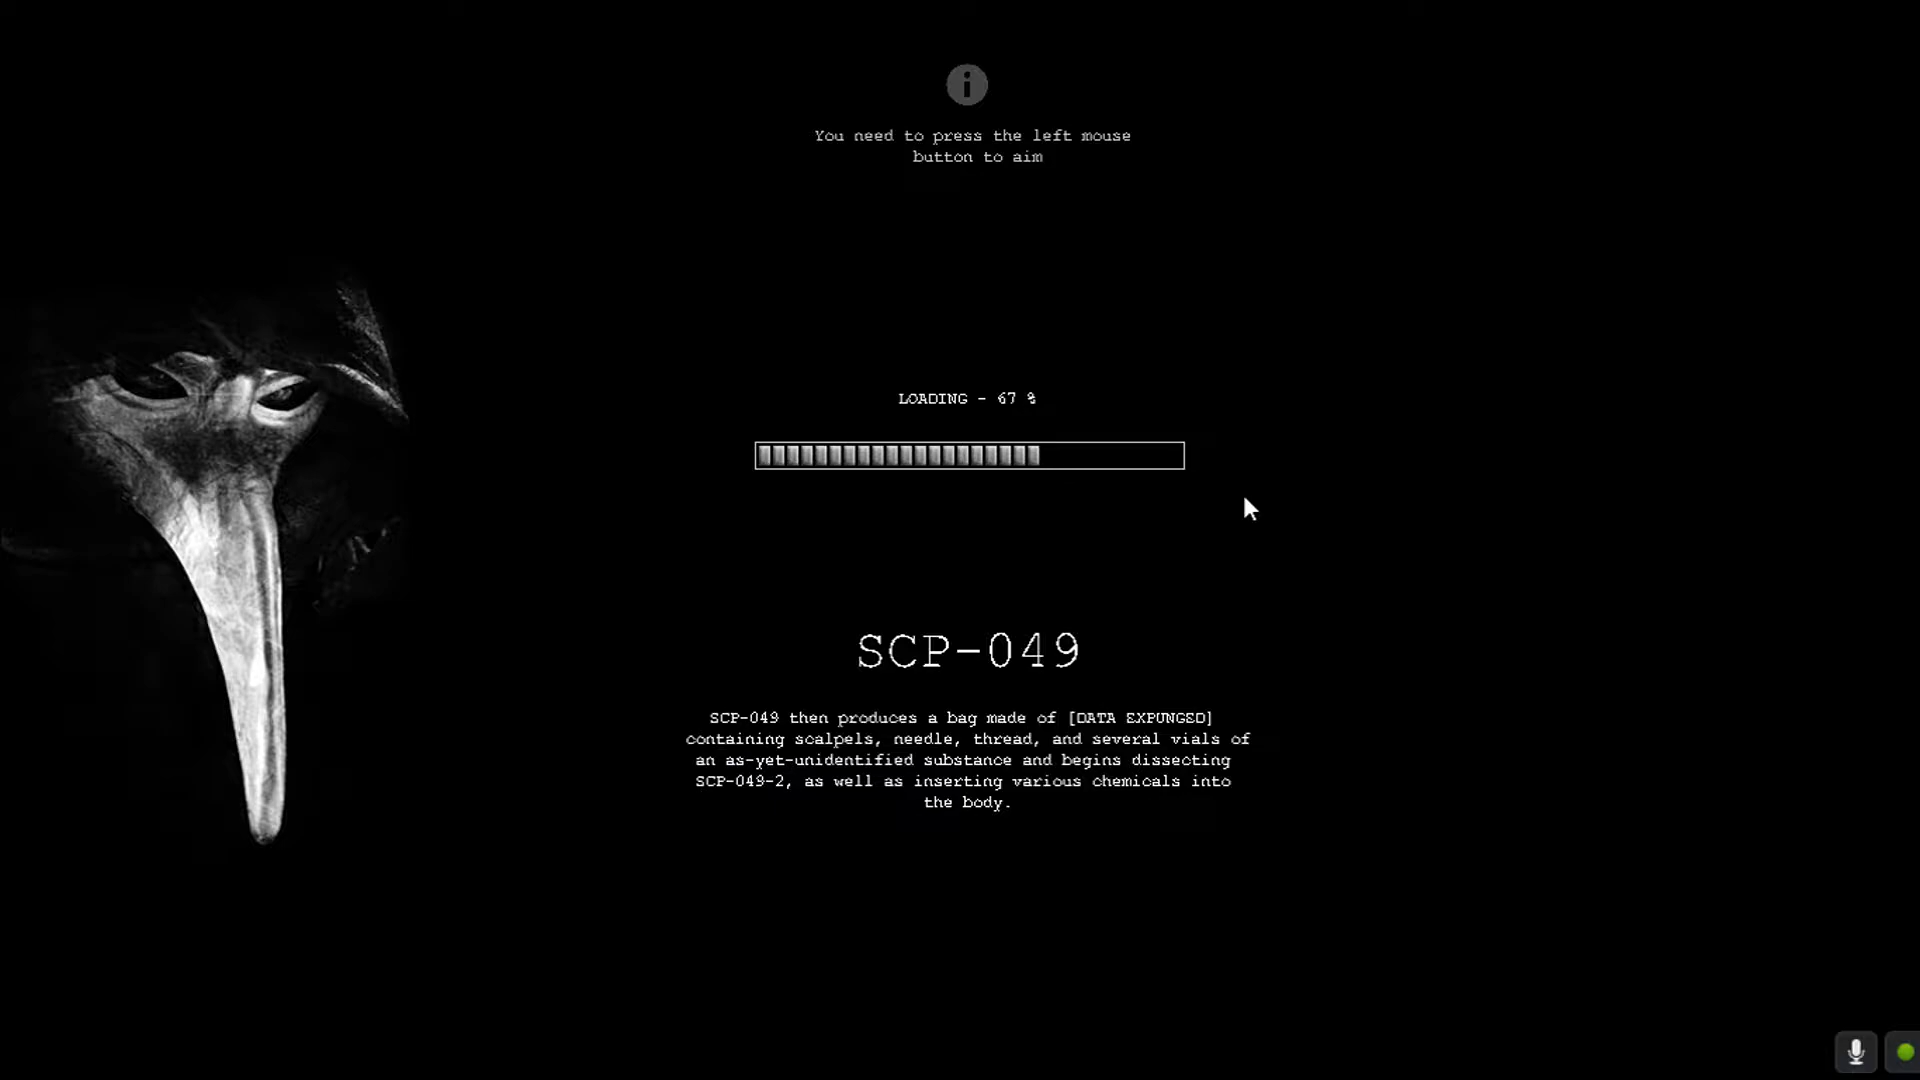 You need to press the left mouse
button to aim
LOADING - 67 %
SCP-049
SCP-049 then produces a bag made of [DATA EXPUNGED]
containing scalpels, needle, thread, and several vials of
an as-yet-unidentified substance and begins dissecting
SCP-049-2, as well as inserting various chemicals into
the body.